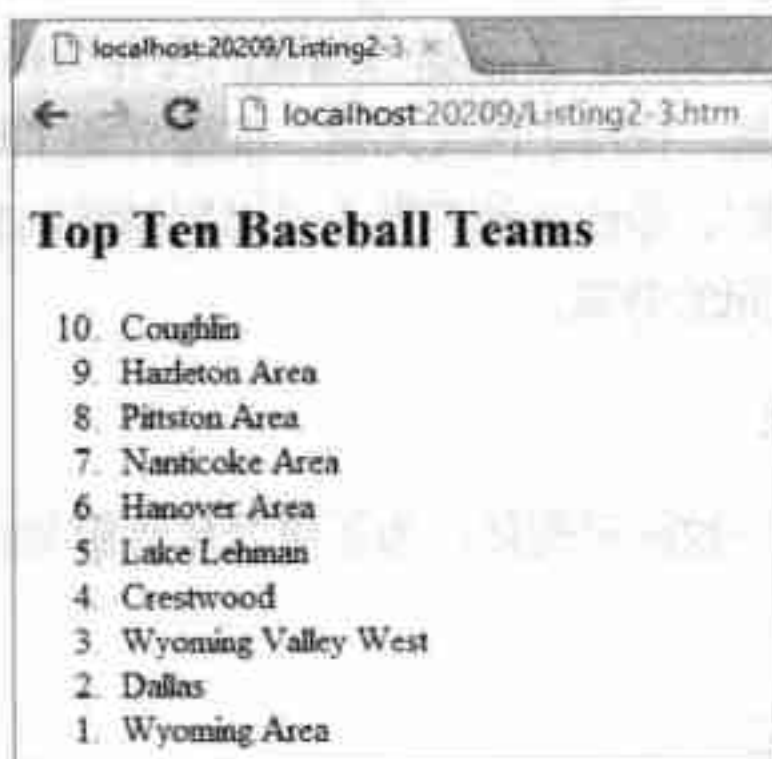 localhost:20209/Listing2-3.
localhost:20209/Listing2-3.htm
Top Ten Baseball Teams
10. Coughlin
9. Hazleton Area
8. Pittston Area
7. Nanticoke Area
6. Hanover Area
5. Lake Lehman
4. Crestwood
3. Wyoming Valley West
2. Dallas
1. Wyoming Area